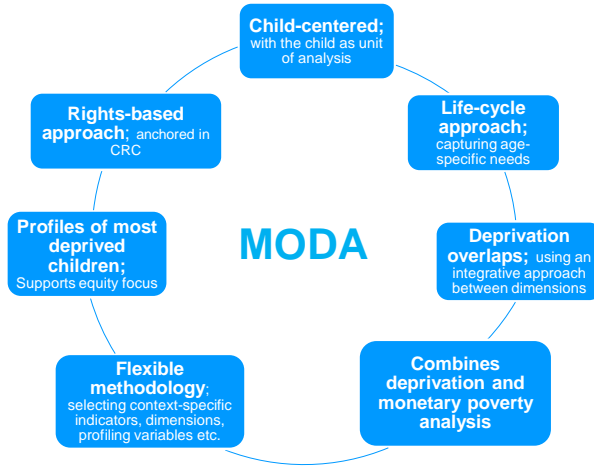 Child-centered;
with the child as unit
of analysis
Life-cycle
approach;
capturing age-
specific needs
Deprivation
overlaps; using an
integrative approach
between dimensions
Combines
deprivation and
monetary poverty
analysis
Flexible
methodology;
selecting context-specific
indicators, dimensions,
profiling variables etc.
Profiles of most
deprived
children;
Supports equity focus
Rights-based
approach; anchored in
CRC
MODA